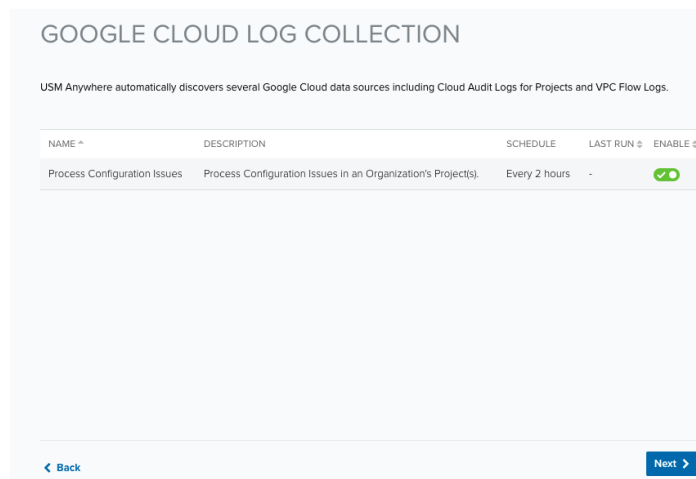 GOOGLE CLOUD LOG COLLECTION
USM Anywhere automatically discovers several Google Cloud data sources including Cloud Audit Logs for Projects and VPC Flow Logs.
NAME DESCRIPTION SCHEDULE LAST RUN ENABLE
Process Configuration Issues Process Configuration Issues in an Organization's Project(s). Every 2 hours -
Back Next